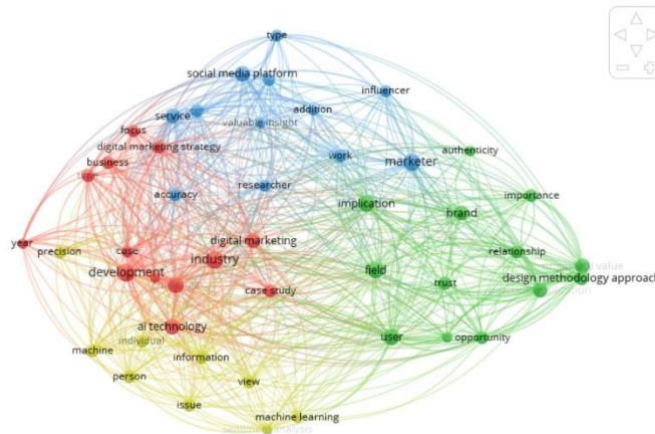 type
social media platform
influencer
service
addition
valuable insight
focus
digital marketing strategy
work
marketer
authenticity
business
researcher
accuracy
implication
importance
brand
year
precision
case
digital marketing
relationship
industry
development
field
value
design methodology approach
trust
case study
ai technology
individual
user
opportunity
machine
information
person
view
issue
machine learning